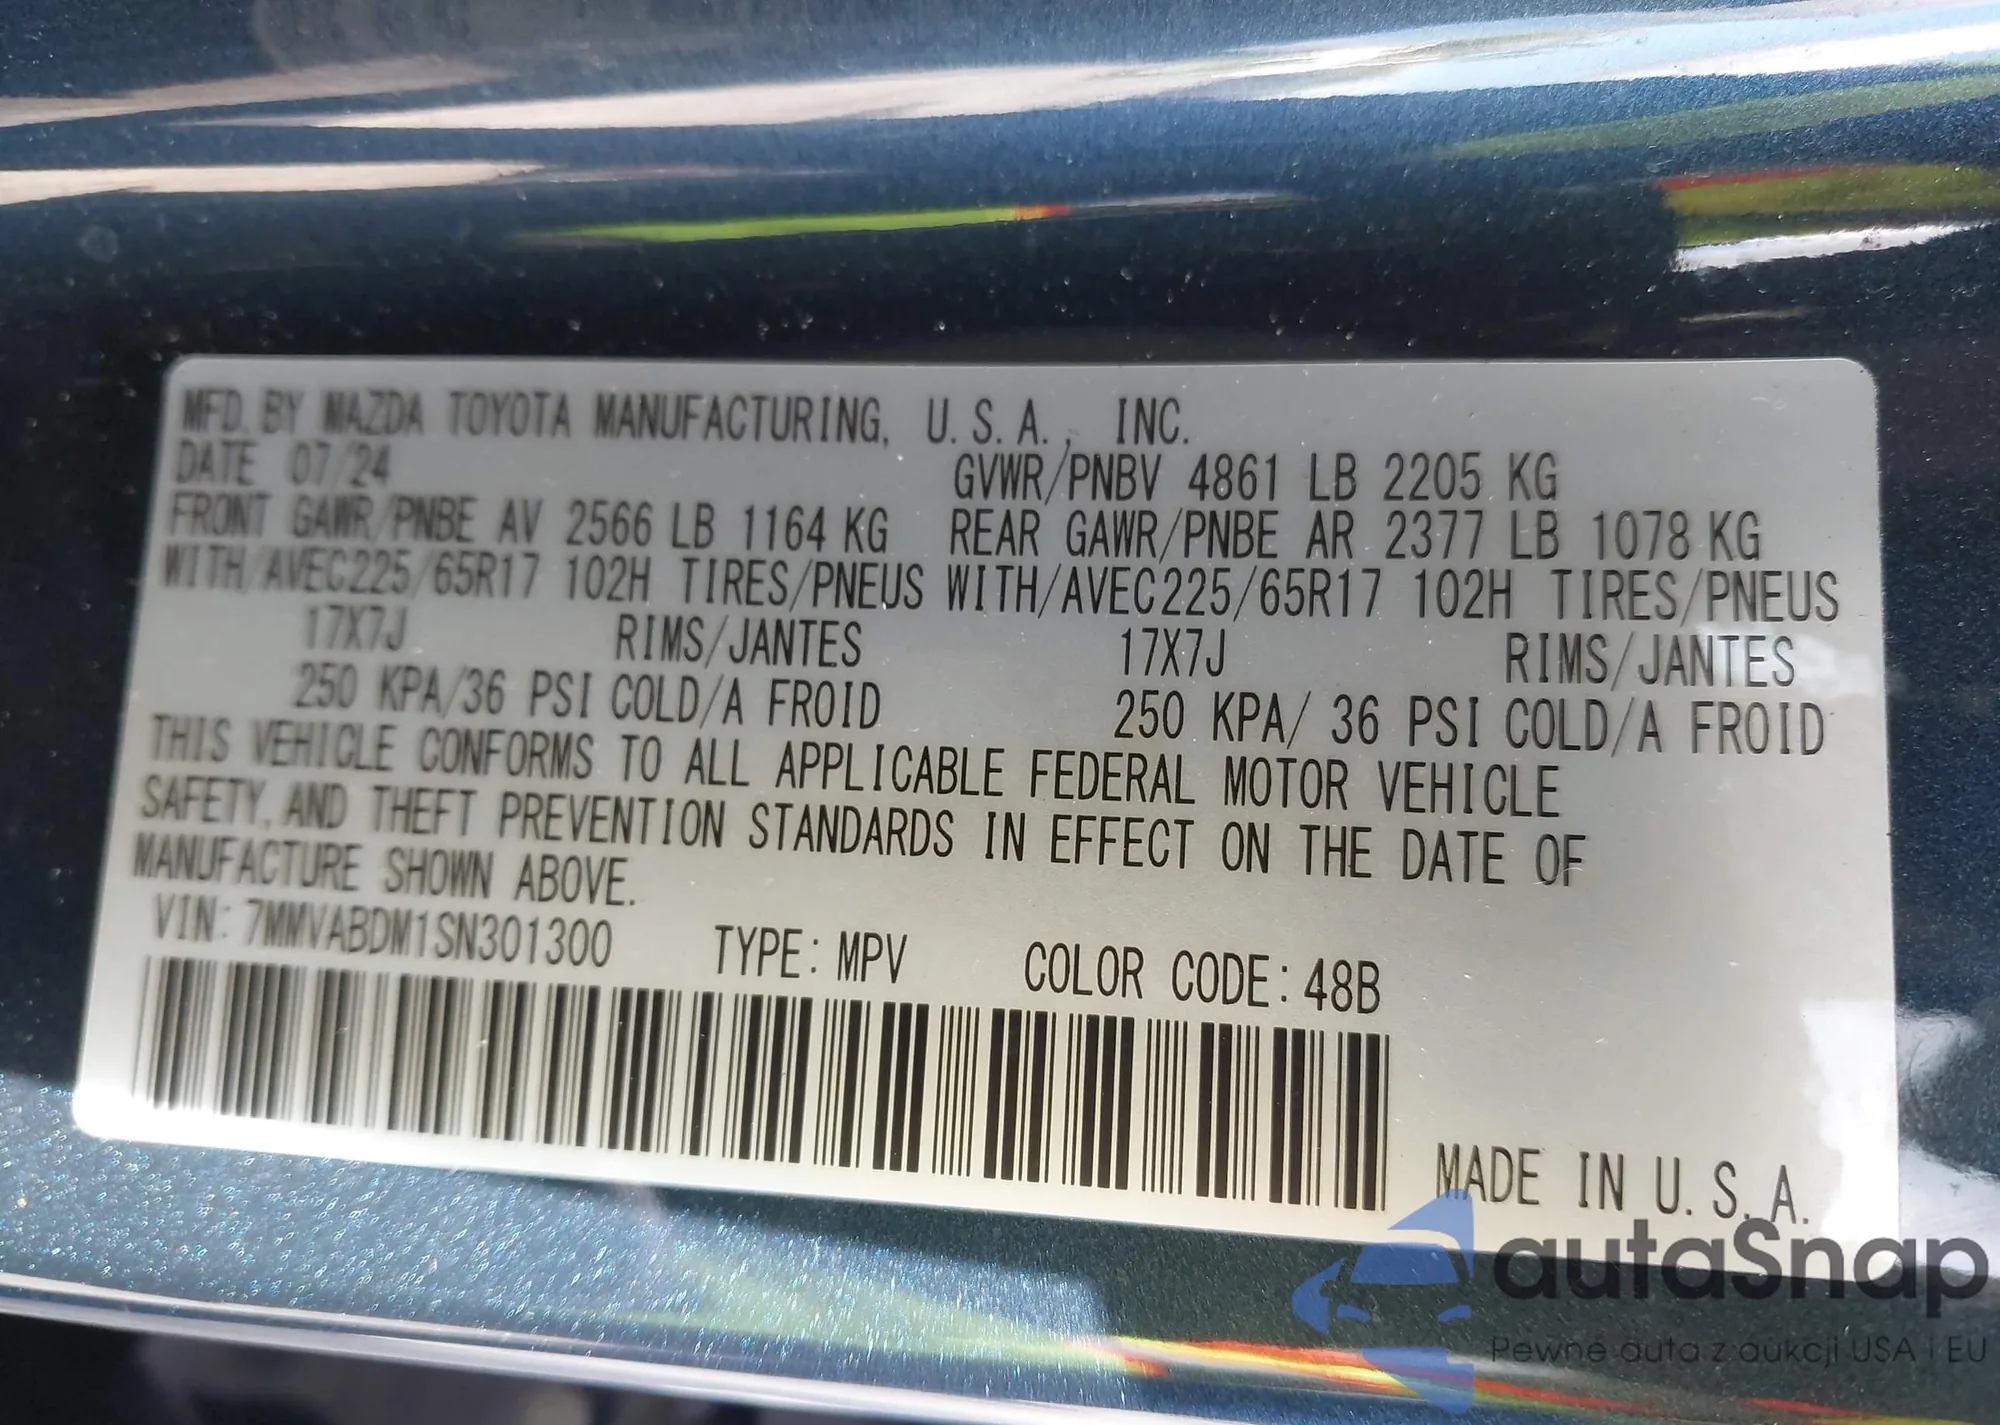 MFD. BY MAZDA TOYOTA MANUFACTURING, U.S.A., INC.
DATE 07/24 GVWR/PNBV 4861 LB 2205 KG
FRONT GAWR/PNBE AV 2566 LB 1164 KG REAR GAWR/PNBE AR 2377 LB 1078 KG
WITH/AVEC225/65R17 102H TIRES/PNEUS WITH/AVEC225/65R17 102H TIRES/PNEUS
17X7J RIMS/JANTES 17X7J RIMS/JANTES
250 KPA/36 PSI COLD/A FROID 250 KPA/ 36 PSI COLD/A FROID
THIS VEHICLE CONFORMS TO ALL APPLICABLE FEDERAL MOTOR VEHICLE
SAFETY, AND THEFT PREVENTION STANDARDS IN EFFECT ON THE DATE OF
MANUFACTURE SHOWN ABOVE.
VIN: 7MMVABDM1SN301300 TYPE: MPV COLOR CODE: 48B
MADE IN U.S.A.
autaSnap
Pewne auta z aukcji USA i EU